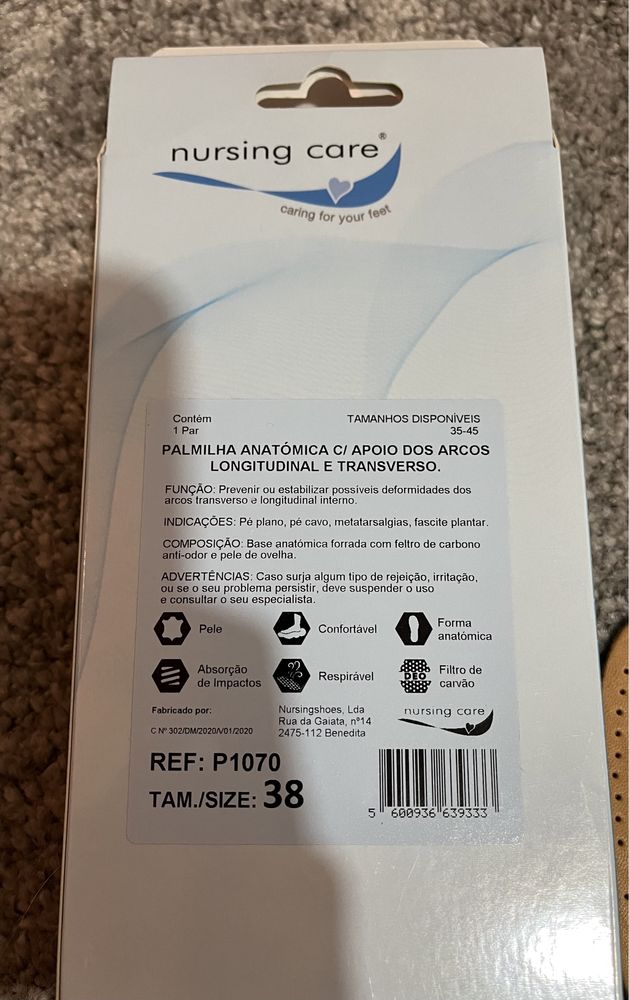 nursing care®
caring for your feet
Contém
1 Par
TAMANHOS DISPONÍVEIS
35-45
PALMILHA ANATÓMICA C/ APOIO DOS ARCOS
LONGITUDINAL E TRANSVERSO.
FUNÇÃO: Prevenir ou estabilizar possíveis deformidades dos
arcos transverso e longitudinal interno.
INDICAÇÕES: Pé plano, pé cavo, metatarsalgias, fascite plantar.
COMPOSIÇÃO: Base anatómica forrada com feltro de carbono
anti-odor e pele de ovelha.
ADVERTÊNCIAS: Caso surja algum tipo de rejeição, irritação,
ou se o seu problema persistir, deve suspender o uso
e consultar o seu especialista.
Pele
Confortável
Forma
anatómica
Absorção
de Impactos
Respirável
DEO
Filtro de
carvão
Fabricado por:
C Nº 302/DM/2020/V01/2020
Nursingshoes, Lda
Rua da Gaiata, nº14
2475-112 Benedita
nursing care
REF: P1070
TAM./SIZE: 38
5 600936 639333